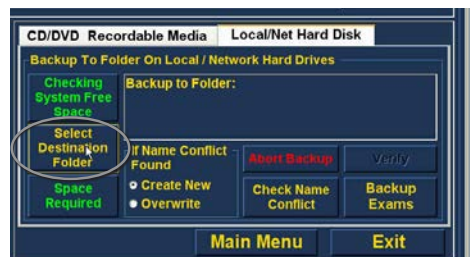 CD/DVD Recordable Media
Local/Net Hard Disk
Backup To Folder On Local / Network Hard Drives
Checking
System Free
Space
Backup to Folder:
Select
Destination
Folder
If Name Conflict
Found
Create New
Overwrite
Abort Backup
Verify
Space
Required
Check Name
Conflict
Backup
Exams
Main Menu
Exit